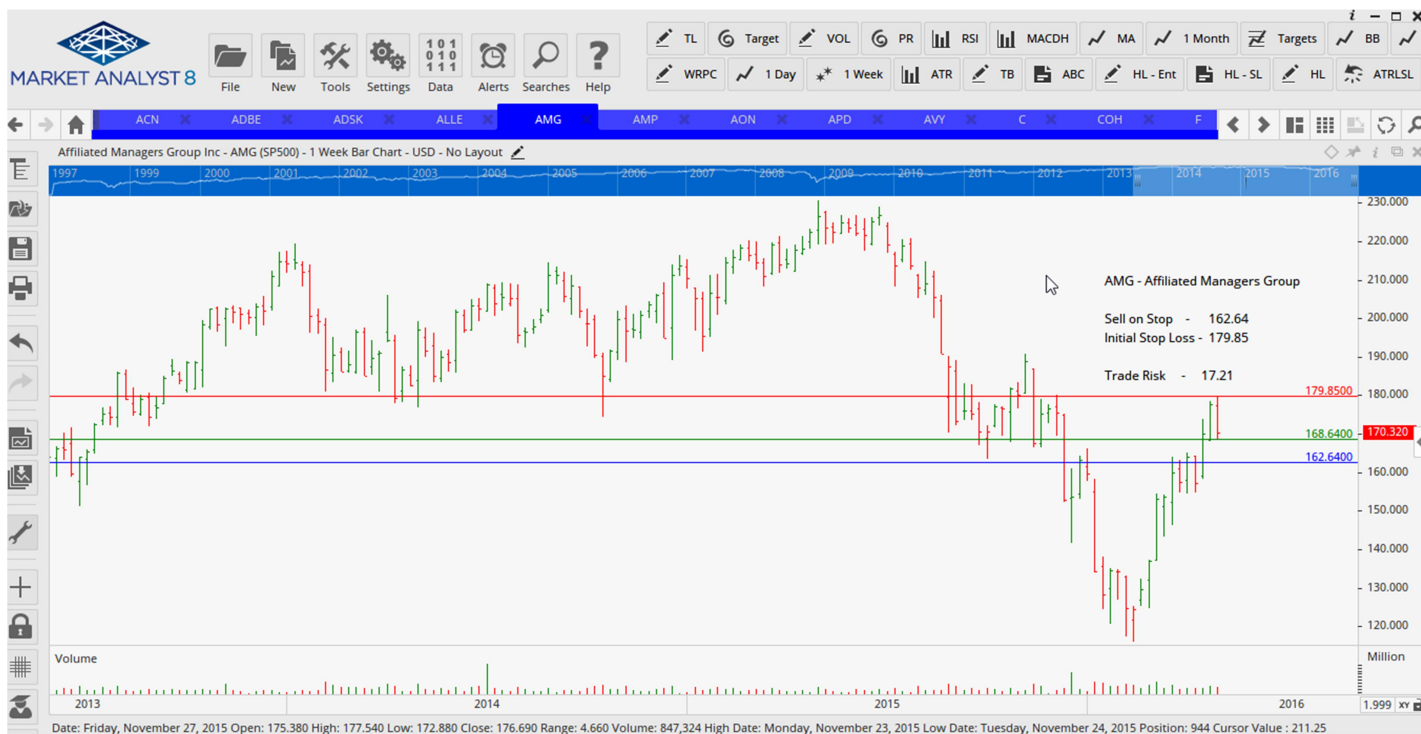 i
MARKET ANALYST 8
File New Tools Settings Data Alerts Searches Help
101
010
111
TL Target VOL PR RSI MACDH MA 1 Month Targets BB
WRPC 1 Day 1 Week ATR TB ABC HL - Ent HL - SL HL ATRLSL
ACN ADBE ADSK ALLE AMG AMP AON APD AVY C COH F
Affiliated Managers Group Inc - AMG (SP500) - 1 Week Bar Chart - USD - No Layout
1997 1999 2000 2001 2002 2003 2004 2005 2006 2007 2008 2009 2010 2011 2012 2013 2014 2015 2016
230.000
220.000
210.000
AMG - Affiliated Managers Group
200.000
Sell on Stop - 162.64
Initial Stop Loss - 179.85
190.000
Trade Risk - 17.21
179.8500
180.000
168.6400
170.320
162.6400
160.000
150.000
140.000
130.000
120.000
Volume
Million
2013 2014 2015 2016
1.999 XY
Date: Friday, November 27, 2015 Open: 175.380 High: 177.540 Low: 172.880 Close: 176.690 Range: 4.660 Volume: 847,324 High Date: Monday, November 23, 2015 Low Date: Tuesday, November 24, 2015 Position: 944 Cursor Value : 211.25